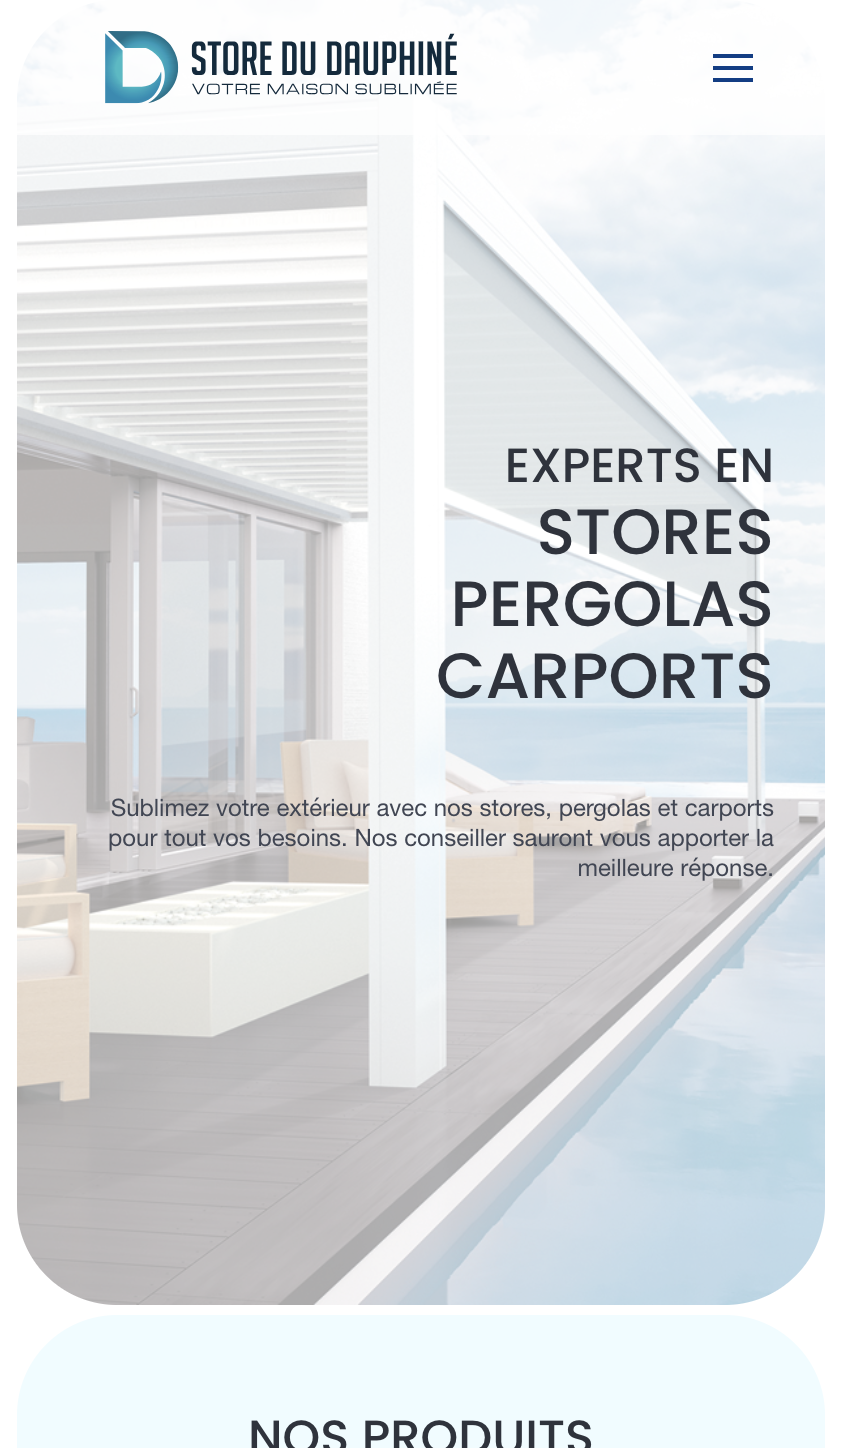 STORE DU DAUPHINÉ
VOTRE MAISON SUBLIMÉE
EXPERTS EN
STORES
PERGOLAS
CARPORTS
Sublimez votre extérieur avec nos stores, pergolas et carports
pour tout vos besoins. Nos conseiller sauront vous apporter la
meilleure réponse.
NOS PRODUITS